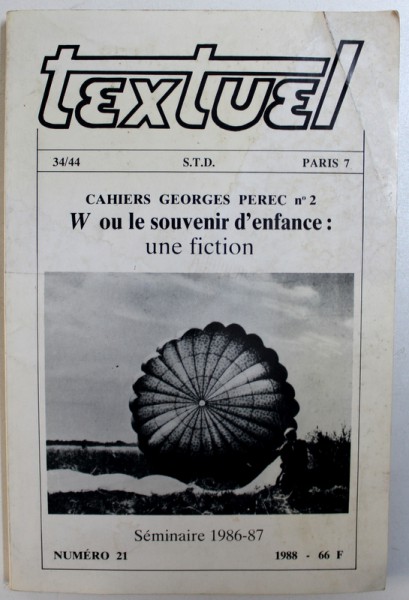 textuel
34/44 S.T.D. PARIS 7
CAHIERS GEORGES PEREC nº 2
W ou le souvenir d'enfance :
une fiction
Séminaire 1986-87
NUMÉRO 21 1988 - 66 F